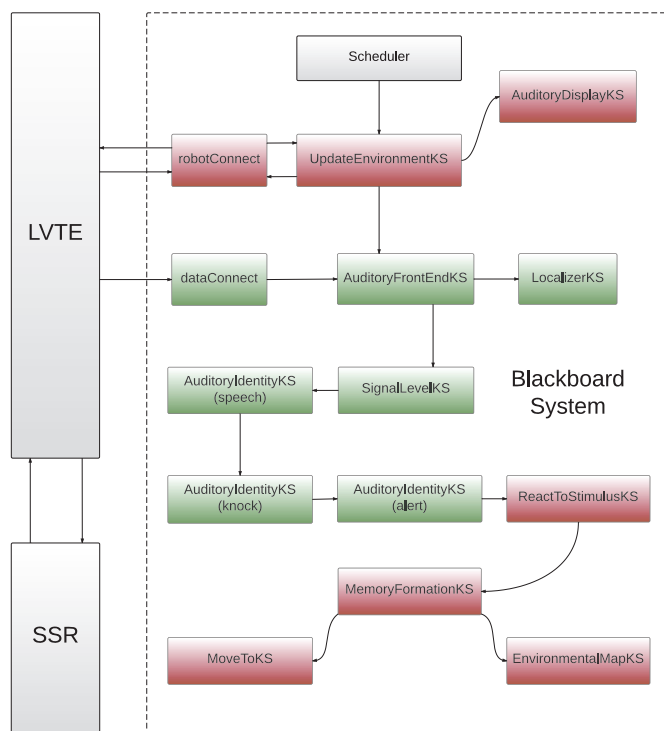 Scheduler
AuditoryDisplayKS
robotConnect
UpdateEnvironmentKS
LVTE
dataConnect
AuditoryFrontEndKS
LocalizerKS
AuditoryIdentityKS
(speech)
SignalLevelKS
Blackboard
System
AuditoryIdentityKS
(knock)
AuditoryIdentityKS
(alert)
ReactToStimulusKS
SSR
MemoryFormationKS
MoveToKS
EnvironmentalMapKS